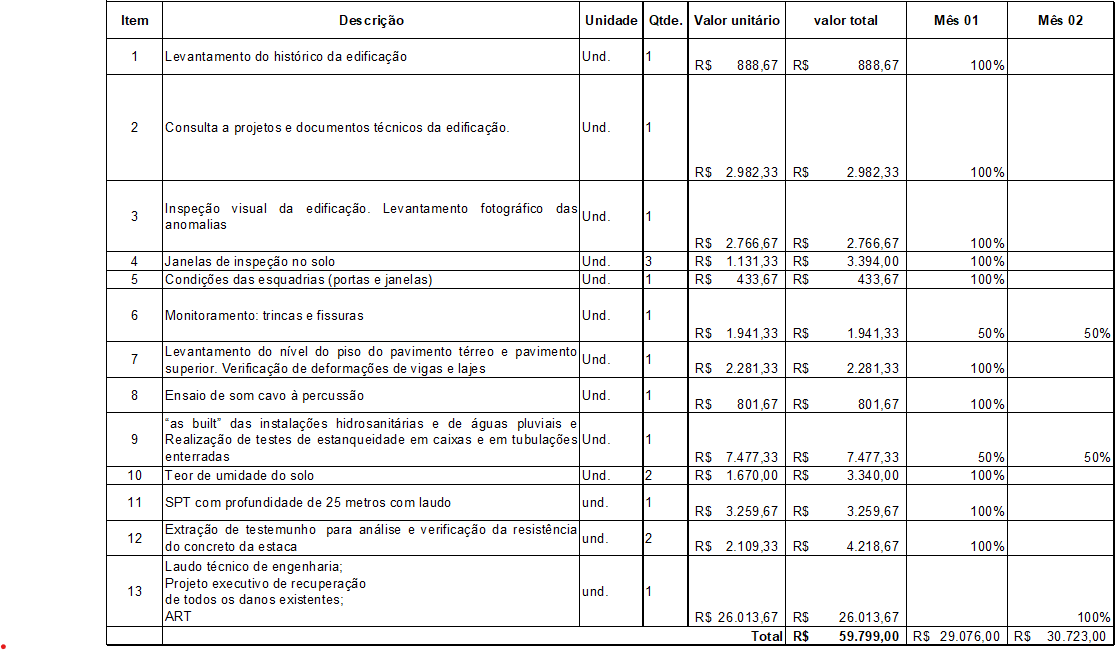 Item Descrição Unidade Qtde. Valor unitário valor total Mês 01 Mês 02
1 Levantamento do histórico da edificação Und. 1 R$ 888,67 R$ 888,67 100%
2 Consulta a projetos e documentos técnicos da edificação. Und. 1 R$ 2.982,33 R$ 2.982,33 100%
3 Inspeção visual da edificação. Levantamento fotográfico das
anomalias Und. 1 R$ 2.766,67 R$ 2.766,67 100%
4 Janelas de inspeção no solo Und. 3 R$ 1.131,33 R$ 3.394,00 100%
5 Condições das esquadrias (portas e janelas) Und. 1 R$ 433,67 R$ 433,67 100%
6 Monitoramento: trincas e fissuras Und. 1 R$ 1.941,33 R$ 1.941,33 50% 50%
7 Levantamento do nível do piso do pavimento térreo e pavimento
superior. Verificação de deformações de vigas e lajes Und. 1 R$ 2.281,33 R$ 2.281,33 100%
8 Ensaio de som cavo à percussão Und. 1 R$ 801,67 R$ 801,67 100%
9 “as built” das instalações hidrosanitárias e de águas pluviais e
Realização de testes de estanqueidade em caixas e em tubulações
enterradas Und. 1 R$ 7.477,33 R$ 7.477,33 50% 50%
10 Teor de umidade do solo Und. 2 R$ 1.670,00 R$ 3.340,00 100%
11 SPT com profundidade de 25 metros com laudo und. 1 R$ 3.259,67 R$ 3.259,67 100%
12 Extração de testemunho para análise e verificação da resistência
do concreto da estaca und. 2 R$ 2.109,33 R$ 4.218,67 100%
13 Laudo técnico de engenharia;
Projeto executivo de recuperação
de todos os danos existentes;
ART und. 1 R$ 26.013,67 R$ 26.013,67 100%
Total R$ 59.799,00 R$ 29.076,00 R$ 30.723,00